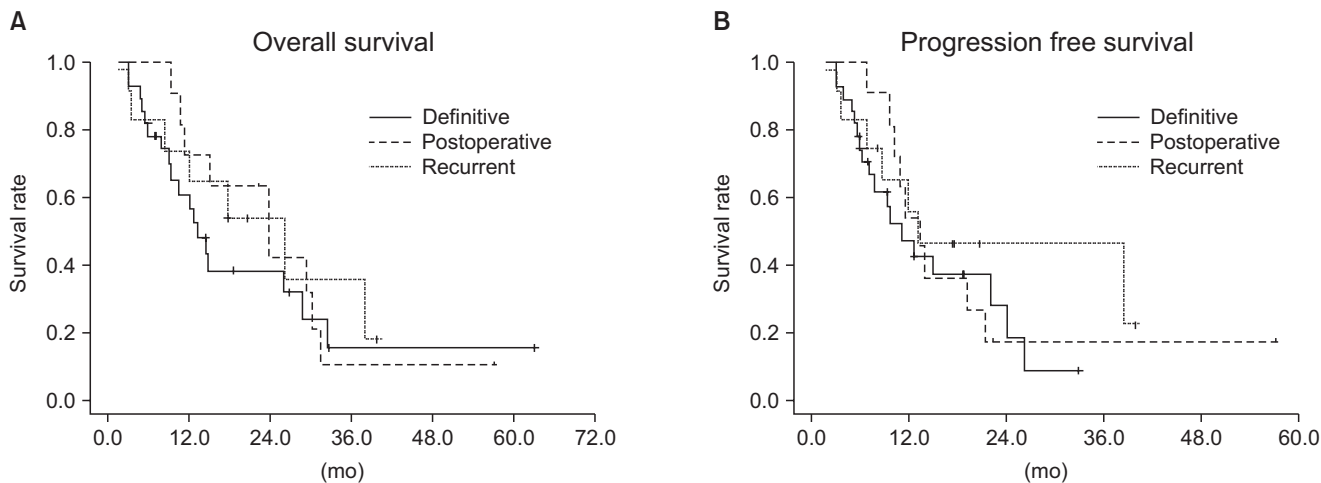 A
Overall survival
1.0
0.8
0.6
0.4
0.2
0.0
Survival rate
Definitive
Postoperative
Recurrent
0.0 12.0 24.0 36.0 48.0 60.0 72.0
(mo)
B
Progression free survival
1.0
0.8
0.6
0.4
0.2
0.0
Survival rate
Definitive
Postoperative
Recurrent
0.0 12.0 24.0 36.0 48.0 60.0
(mo)